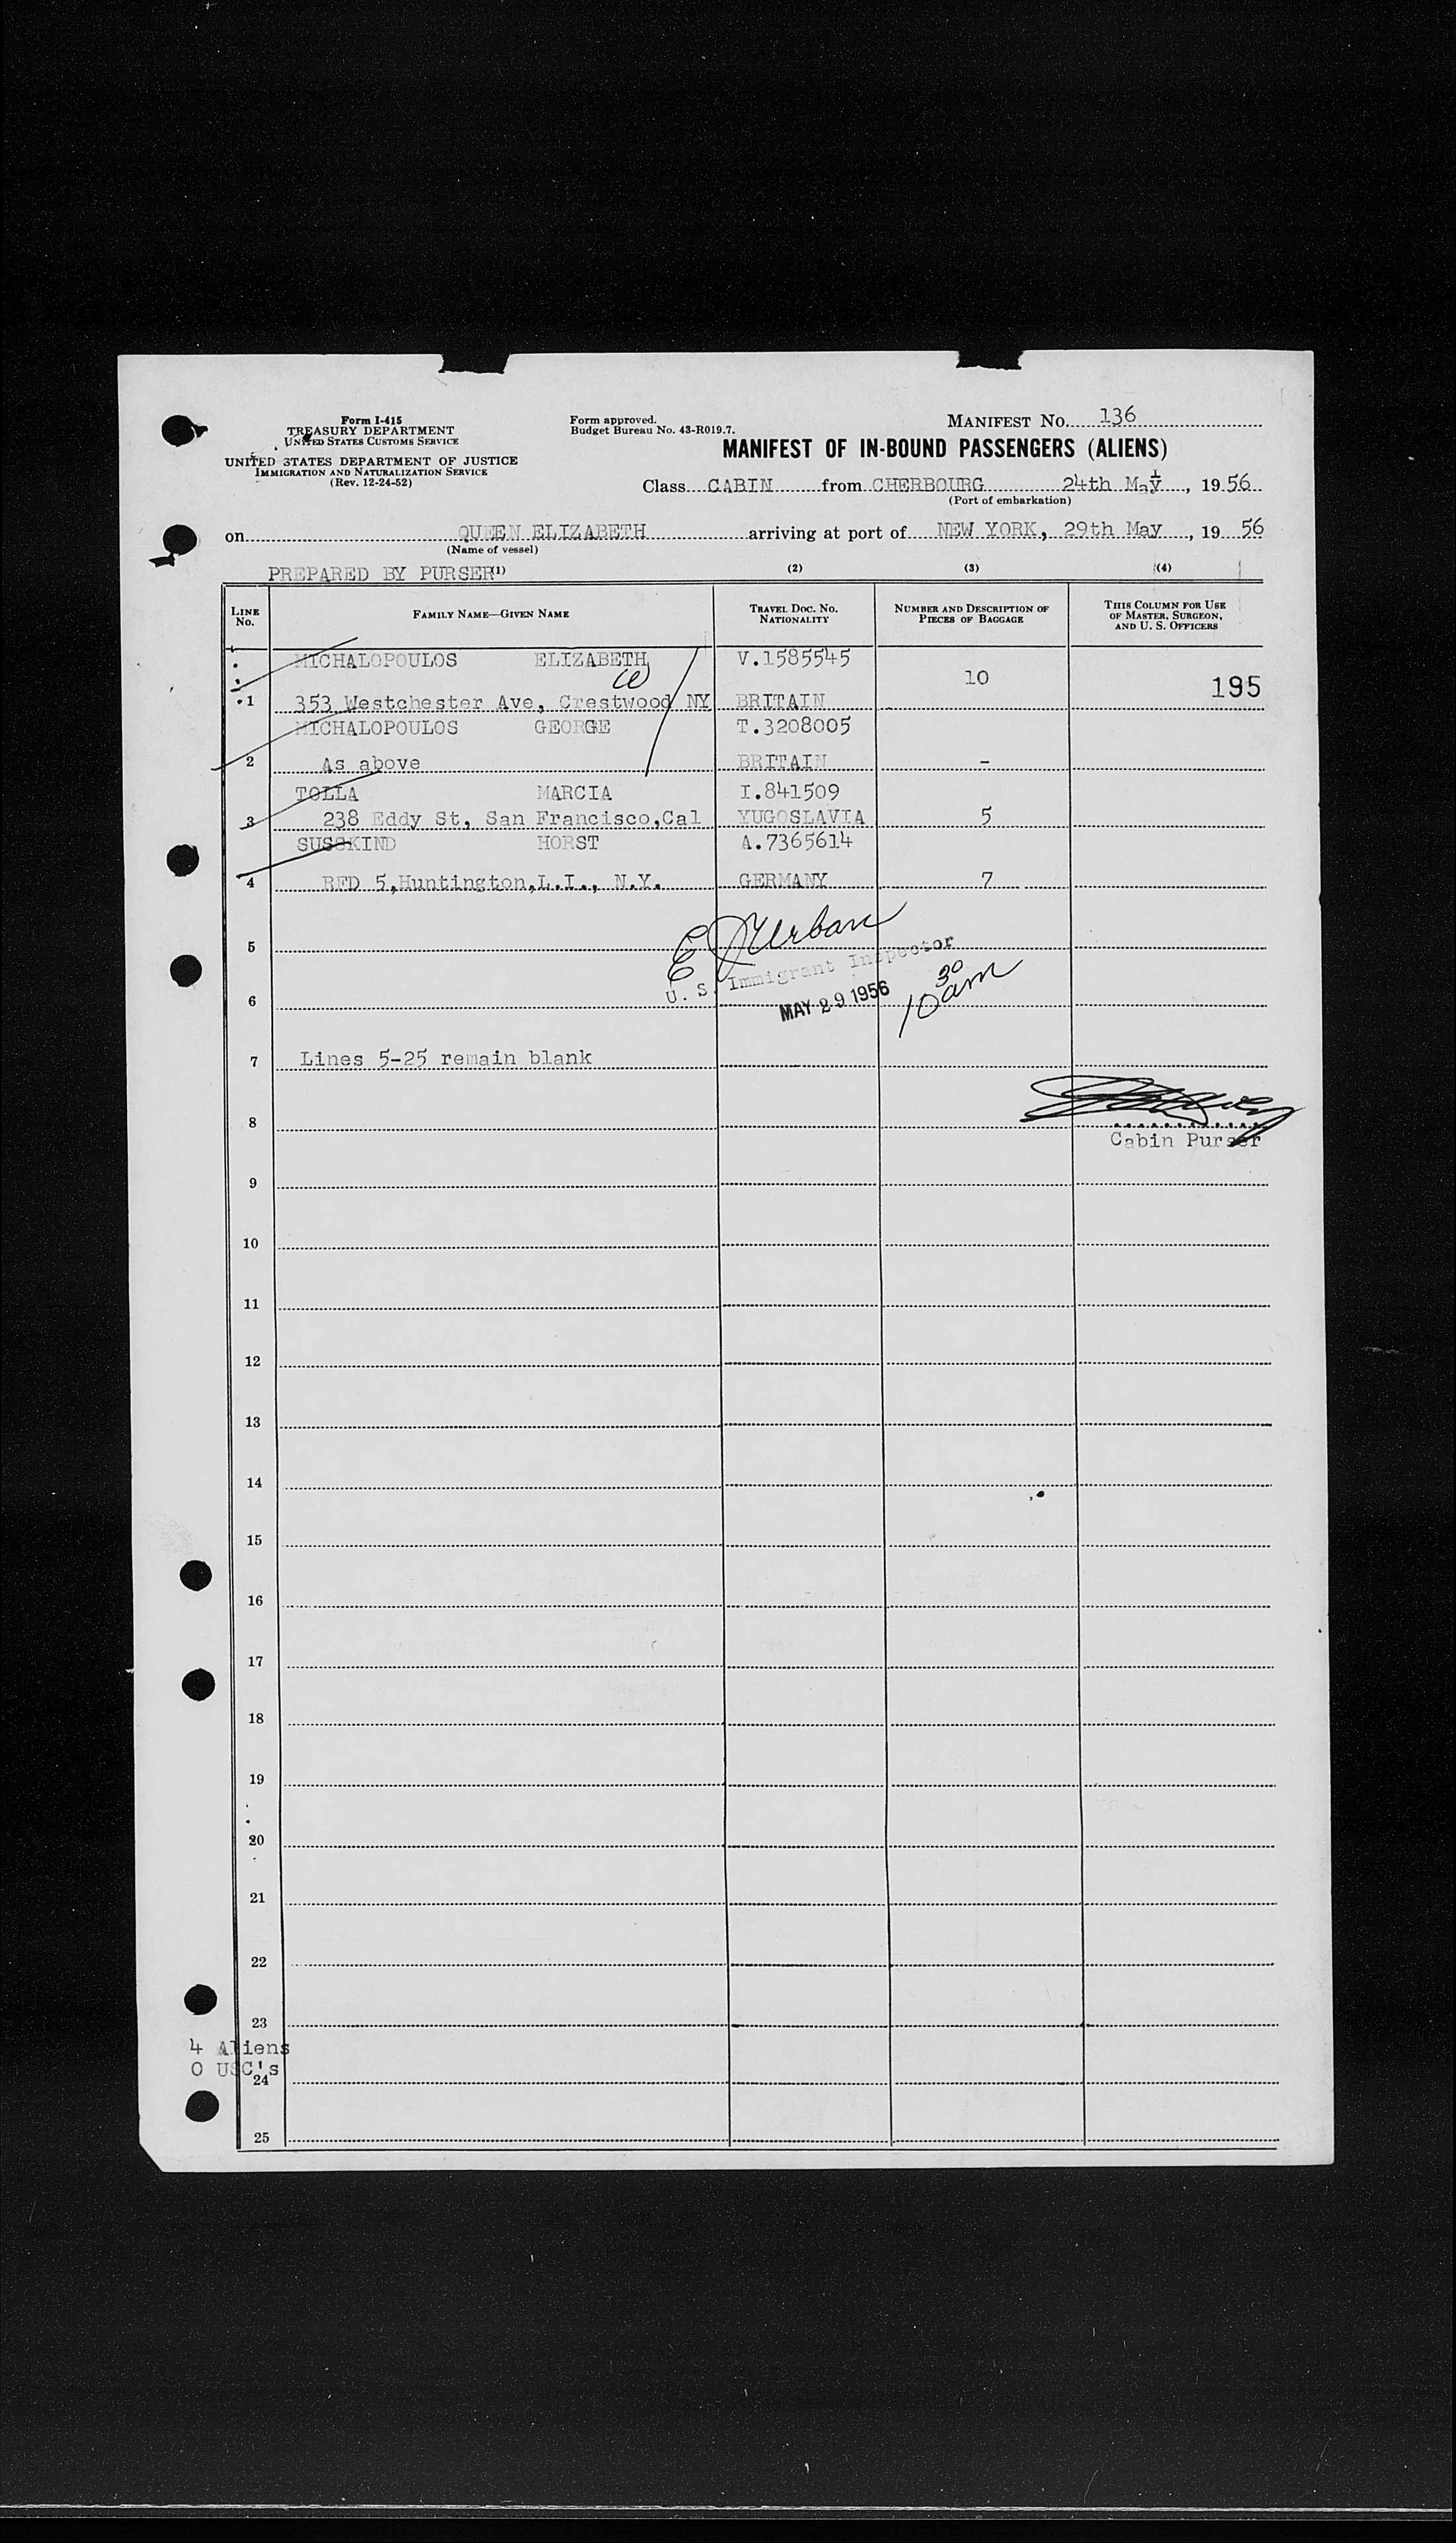 Form I-415
TREASURY DEPARTMENT
UNITED STATES CUSTOMS SERVICE
UNITED STATES DEPARTMENT OF JUSTICE
IMMIGRATION AND NATURALIZATION SERVICE
(Rev. 12-24-52)
Form approved.
Budget Bureau No. 43-R019.7.
MANIFEST No. 136
MANIFEST OF IN-BOUND PASSENGERS (ALIENS)
Class CABIN from CHERBOURG 24th May, 19 56
(Port of embarkation)
on QUEEN ELIZABETH arriving at port of NEW YORK, 29th May, 19 56
(Name of vessel)
PREPARED BY PURSER (1) (2) (3) (4)
LINE No. FAMILY NAME—GIVEN NAME TRAVEL DOC. No. NATIONALITY NUMBER AND DESCRIPTION OF PIECES OF BAGGAGE THIS COLUMN FOR USE OF MASTER, SURGEON, AND U. S. OFFICERS
MICHALOPOULOS ELIZABETH V.1585545
10 195
1 353 Westchester Ave, Crestwood NY BRITAIN
MICHALOPOULOS GEORGE T.3208005
2 As above BRITAIN -
TOLLA MARCIA I.841509
3 238 Eddy St, San Francisco,Cal YUGOSLAVIA 5
SUSSKIND HORST A.7365614
4 RFD 5,Huntington,L.I., N.Y. GERMANY 7
E J Urban
5
U. S. Immigrant Inspector
6 MAY 29 1956 10 30 am
7 Lines 5-25 remain blank
8
Cabin Purser
9
10
11
12
13
14
15
16
17
18
19
20
21
22
23
4 Aliens
0 USC's
24
25